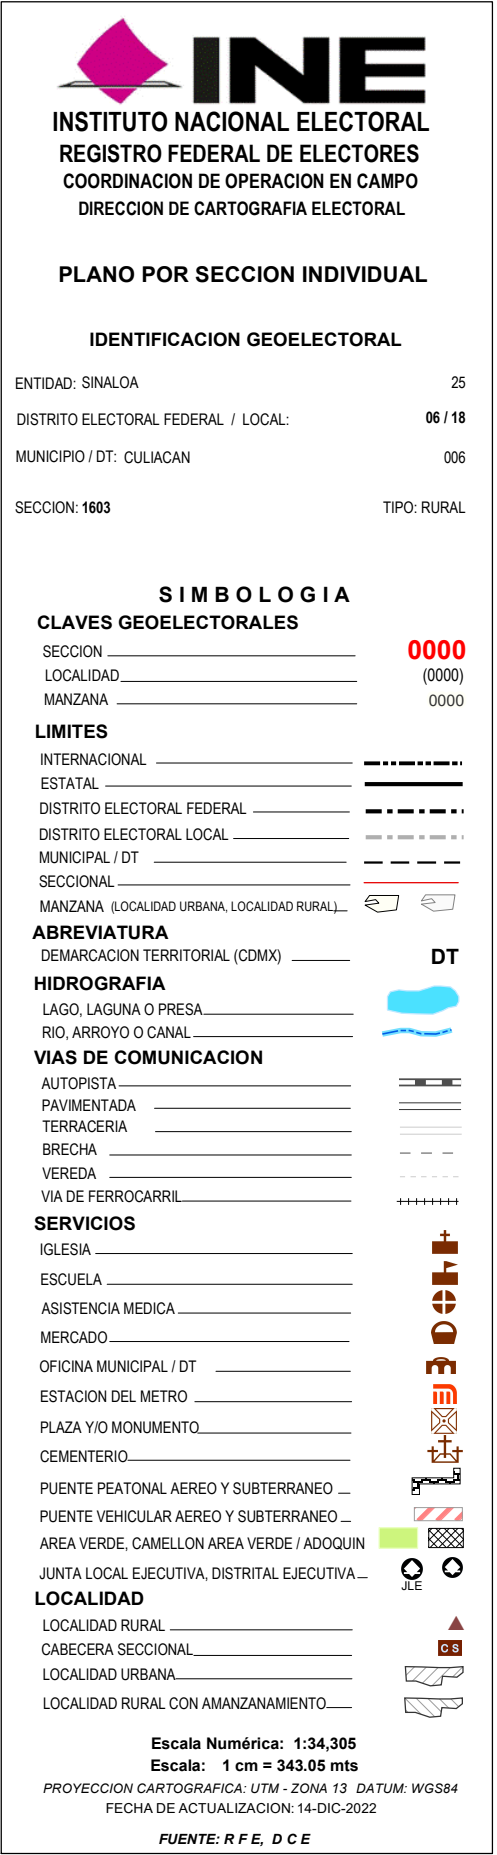 INE
INSTITUTO NACIONAL ELECTORAL
REGISTRO FEDERAL DE ELECTORES
COORDINACION DE OPERACION EN CAMPO
DIRECCION DE CARTOGRAFIA ELECTORAL
PLANO POR SECCION INDIVIDUAL
IDENTIFICACION GEOELECTORAL
ENTIDAD: SINALOA 25
DISTRITO ELECTORAL FEDERAL / LOCAL: 06 / 18
MUNICIPIO / DT: CULIACAN 006
SECCION: 1603 TIPO: RURAL
S I M B O L O G I A
CLAVES GEOELECTORALES
SECCION 0000
LOCALIDAD (0000)
MANZANA 0000
LIMITES
INTERNACIONAL
ESTATAL
DISTRITO ELECTORAL FEDERAL
DISTRITO ELECTORAL LOCAL
MUNICIPAL / DT
SECCIONAL
MANZANA (LOCALIDAD URBANA, LOCALIDAD RURAL)
ABREVIATURA
DEMARCACION TERRITORIAL (CDMX) DT
HIDROGRAFIA
LAGO, LAGUNA O PRESA
RIO, ARROYO O CANAL
VIAS DE COMUNICACION
AUTOPISTA
PAVIMENTADA
TERRACERIA
BRECHA
VEREDA
VIA DE FERROCARRIL
SERVICIOS
IGLESIA
ESCUELA
ASISTENCIA MEDICA
MERCADO
OFICINA MUNICIPAL / DT
ESTACION DEL METRO
PLAZA Y/O MONUMENTO
CEMENTERIO
PUENTE PEATONAL AEREO Y SUBTERRANEO
PUENTE VEHICULAR AEREO Y SUBTERRANEO
AREA VERDE, CAMELLON AREA VERDE / ADOQUIN
JUNTA LOCAL EJECUTIVA, DISTRITAL EJECUTIVA
JLE
LOCALIDAD
LOCALIDAD RURAL
CABECERA SECCIONAL C S
LOCALIDAD URBANA
LOCALIDAD RURAL CON AMANZANAMIENTO
Escala Numérica: 1:34,305
Escala: 1 cm = 343.05 mts
PROYECCION CARTOGRAFICA: UTM - ZONA 13 DATUM: WGS84
FECHA DE ACTUALIZACION: 14-DIC-2022
FUENTE: R F E, D C E